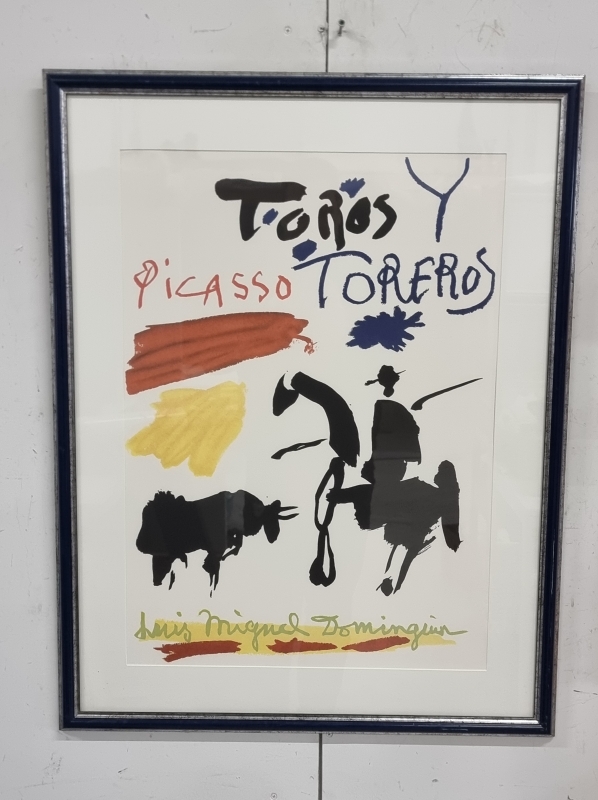 TOROS Y
PICASSO TOREROS
Luis Miguel Dominguin